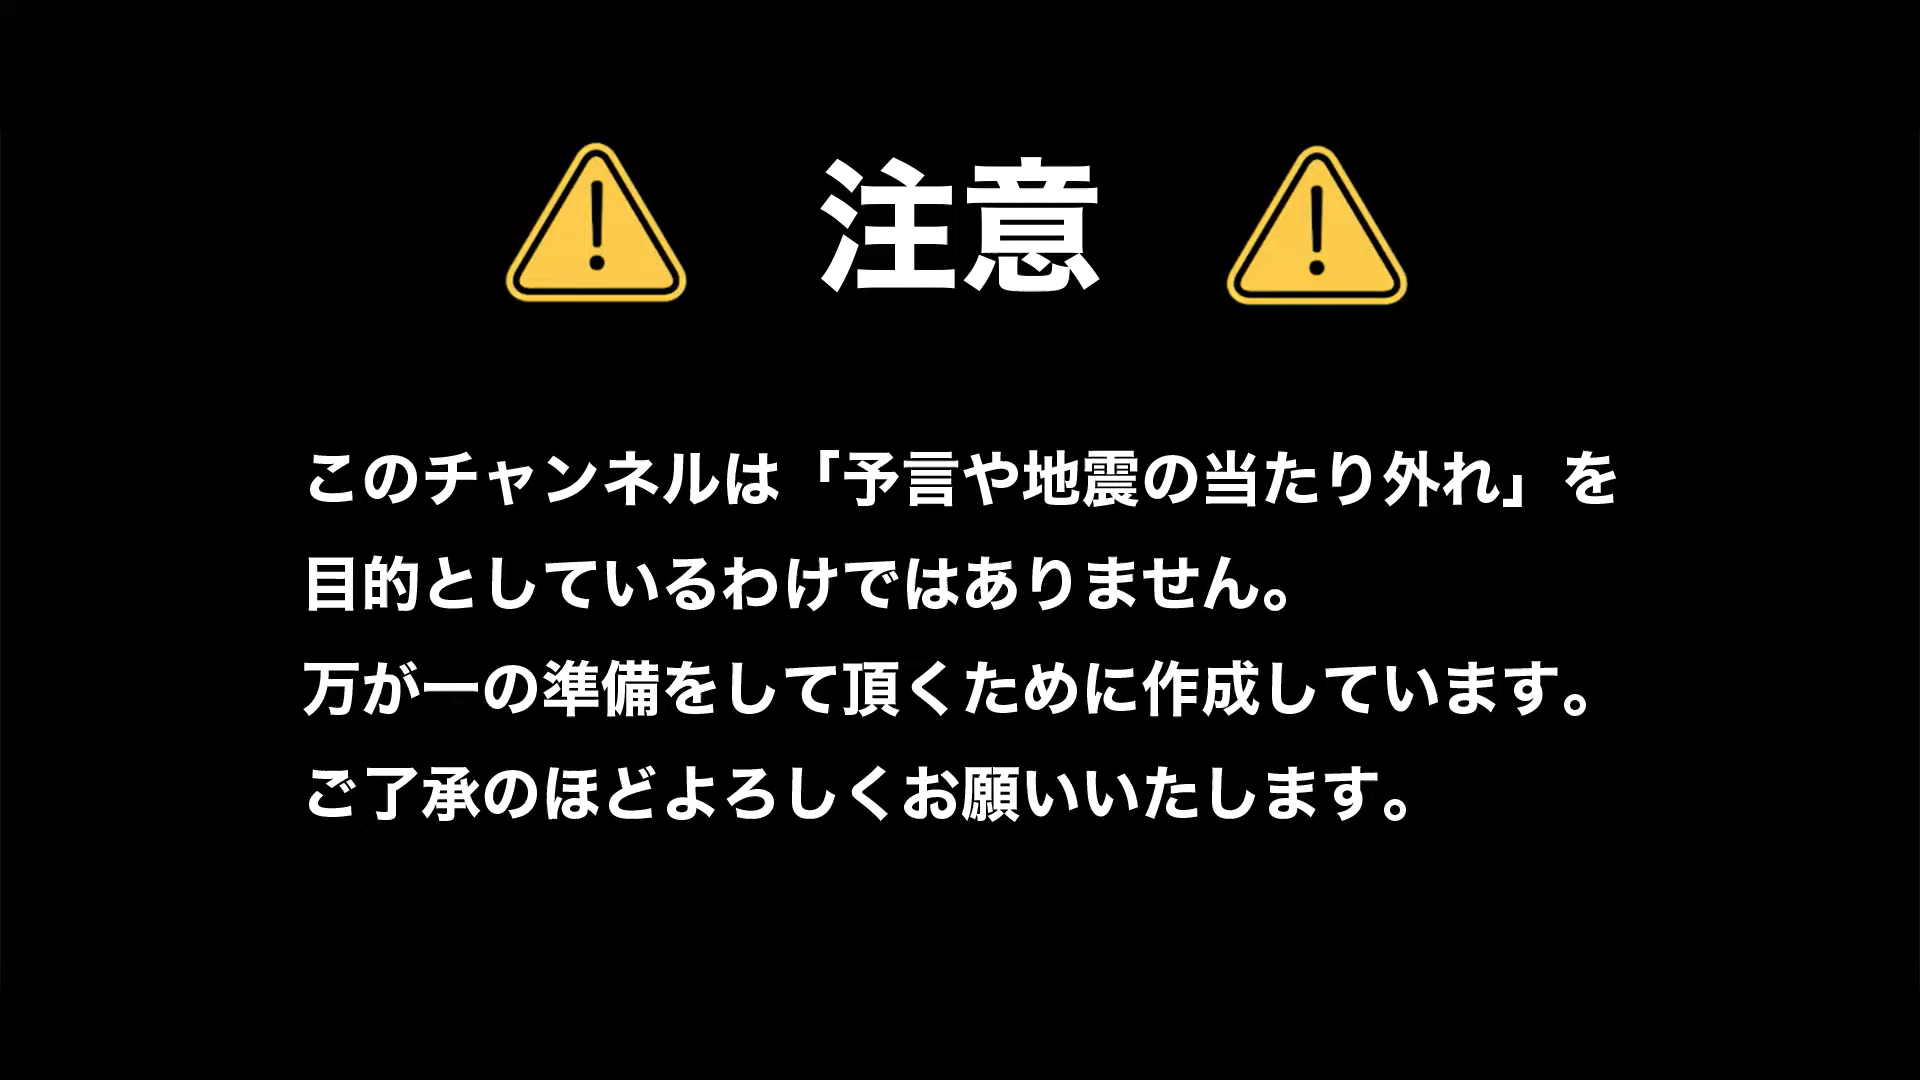 注意
このチャンネルは「予言や地震の当たり外れ」を
目的としているわけではありません。
万が一の準備をして頂くために作成しています。
ご了承のほどよろしくお願いいたします。